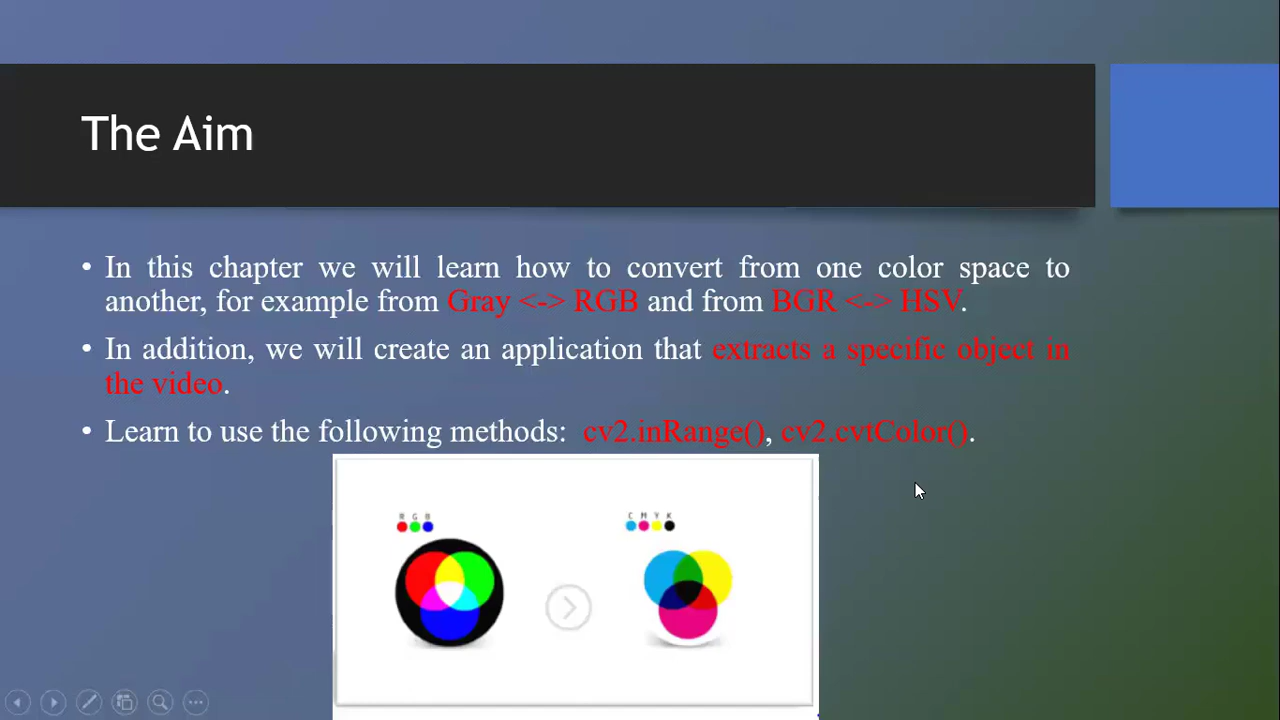 The Aim
• In this chapter we will learn how to convert from one color space to
another, for example from Gray <-> RGB and from BGR <-> HSV.
• In addition, we will create an application that extracts a specific object in
the video.
• Learn to use the following methods: cv2.inRange(), cv2.cvtColor().
R G B
C M Y K